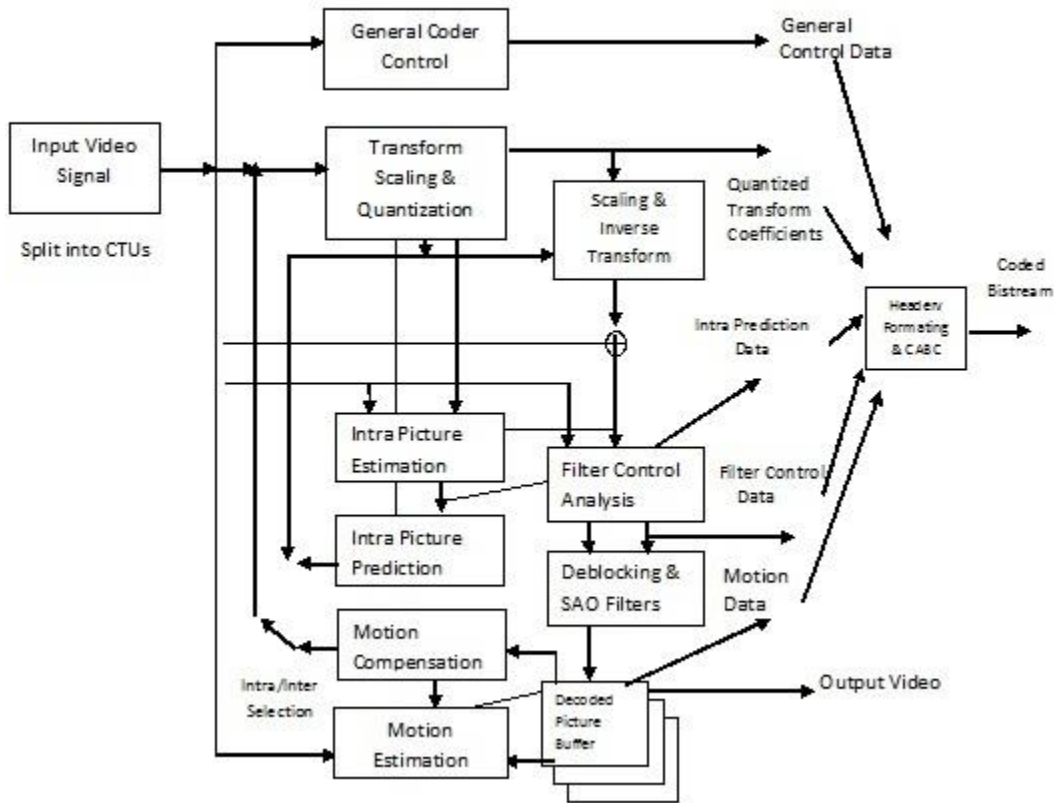 General Coder
Control
General
Control Data
Input Video
Signal
Split into CTUs
Transform
Scaling &
Quantization
Scaling &
Inverse
Transform
Quantized
Transform
Coefficients
Coded
Bistream
Header/
Formating
& CABC
Intra Prediction
Data
Intra Picture
Estimation
Filter Control
Analysis
Filter Control
Data
Intra Picture
Prediction
Deblocking &
SAO Filters
Motion
Data
Motion
Compensation
Intra/Inter
Selection
Motion
Estimation
Decoded
Picture
Buffer
Output Video